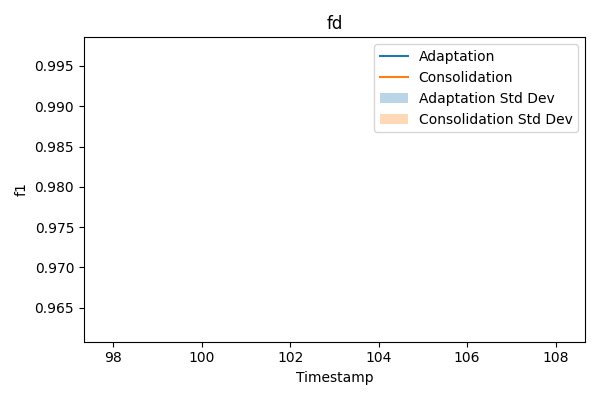 fd
Adaptation
Consolidation
Adaptation Std Dev
Consolidation Std Dev
0.995
0.990
0.985
0.980
0.975
0.970
0.965
f1
98 100 102 104 106 108
Timestamp